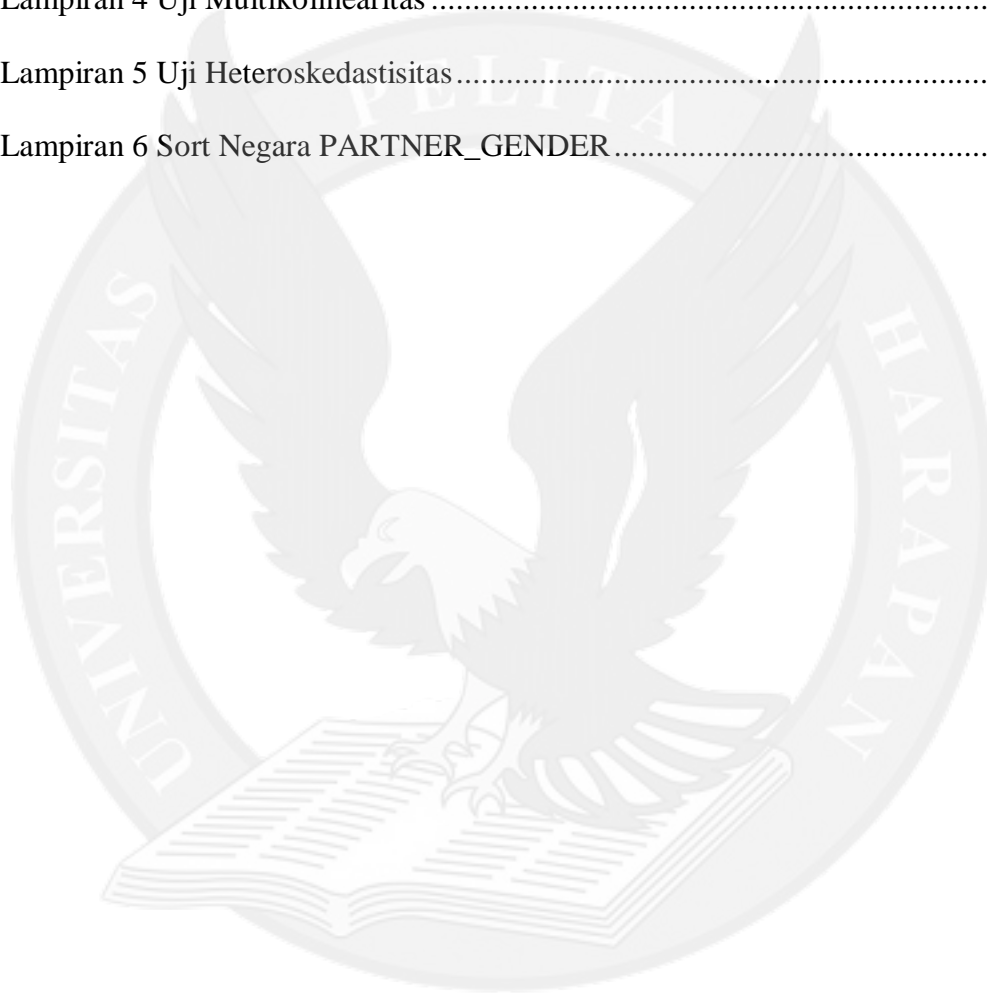 Lampiran 4 Uji Multikolinearitas....................................................................
Lampiran 5 Uji Heteroskedastisitas.................................................................
Lampiran 6 Sort Negara PARTNER_GENDER..............................................
UNIVERSITAS PELITA HARAPAN